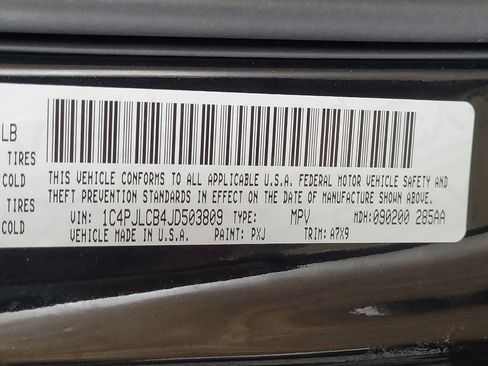 LB
TIRES
COLD
TIRES
COLD
THIS VEHICLE CONFORMS TO ALL APPLICABLE U.S.A. FEDERAL MOTOR VEHICLE SAFETY AND
THEFT PREVENTION STANDARDS IN EFFECT ON THE DATE OF MANUFACTURE SHOWN ABOVE.
VIN: 1C4PJLCB4JD503809 TYPE: MPV MDH:090200 285AA
VEHICLE MADE IN U.S.A. PAINT: PXJ TRIM: A7X9